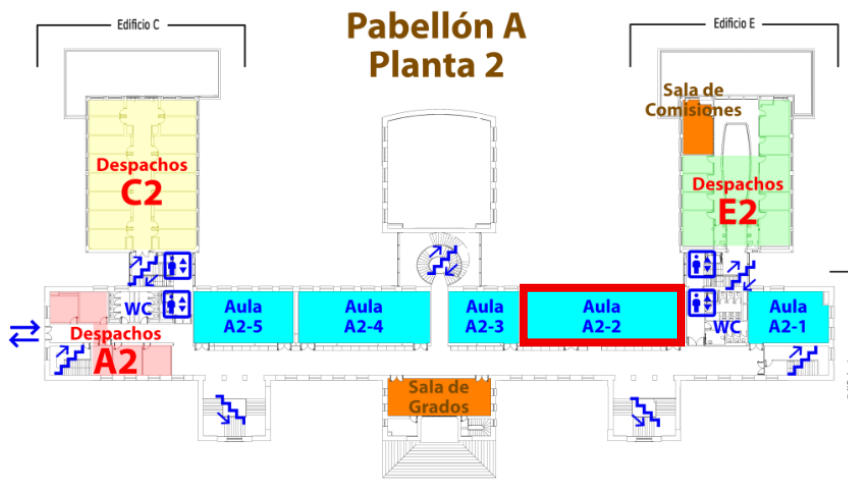 Edificio C
Pabellón A
Planta 2
Edificio E
Sala de
Comisiones
Despachos
C2
Despachos
E2
WC
Aula
A2-5
Aula
A2-4
Aula
A2-3
Aula
A2-2
WC
Aula
A2-1
Despachos
A2
Sala de
Grados